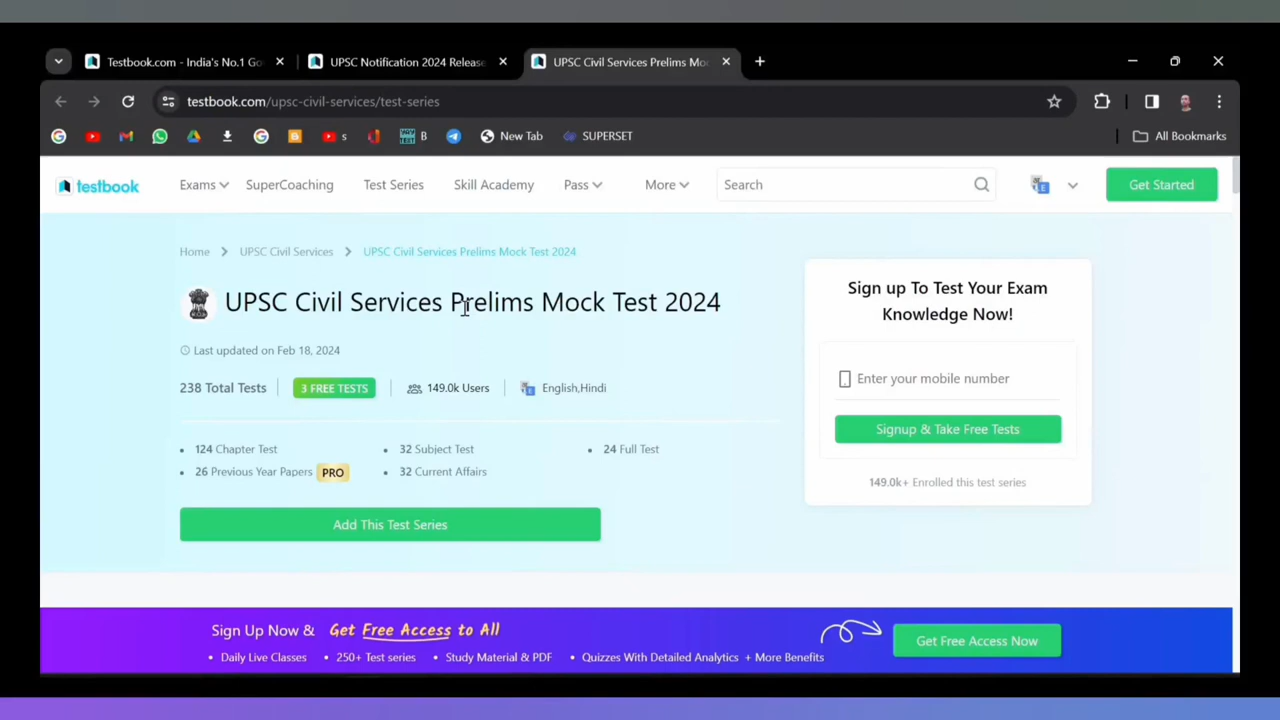 Testbook.com - India's No.1 Go
UPSC Notification 2024 Release
UPSC Civil Services Prelims Mo
testbook.com/upsc-civil-services/test-series
s
B
New Tab
SUPERSET
All Bookmarks
testbook
Exams
SuperCoaching
Test Series
Skill Academy
Pass
More
Search
Get Started
Home
UPSC Civil Services
UPSC Civil Services Prelims Mock Test 2024
UPSC Civil Services Prelims Mock Test 2024
Last updated on Feb 18, 2024
238 Total Tests
3 FREE TESTS
149.0k Users
English,Hindi
124 Chapter Test
32 Subject Test
24 Full Test
26 Previous Year Papers PRO
32 Current Affairs
Add This Test Series
Sign up To Test Your Exam
Knowledge Now!
Enter your mobile number
Signup & Take Free Tests
149.0k+ Enrolled this test series
Sign Up Now & Get Free Access to All
• Daily Live Classes • 250+ Test series • Study Material & PDF • Quizzes With Detailed Analytics + More Benefits
Get Free Access Now